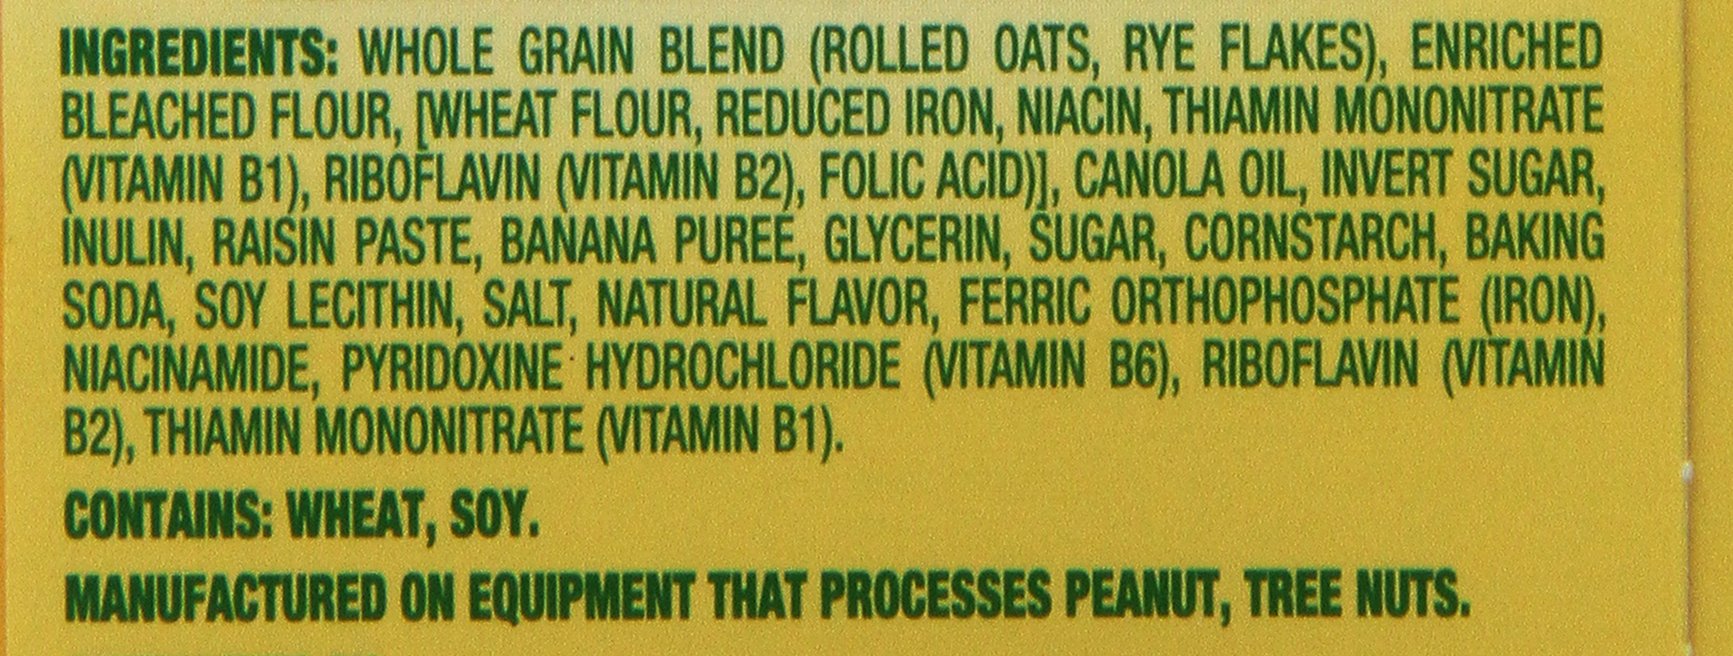 INGREDIENTS: WHOLE GRAIN BLEND (ROLLED OATS, RYE FLAKES), ENRICHED
BLEACHED FLOUR, [WHEAT FLOUR, REDUCED IRON, NIACIN, THIAMIN MONONITRATE
(VITAMIN B1), RIBOFLAVIN (VITAMIN B2), FOLIC ACID)], CANOLA OIL, INVERT SUGAR,
INULIN, RAISIN PASTE, BANANA PUREE, GLYCERIN, SUGAR, CORNSTARCH, BAKING
SODA, SOY LECITHIN, SALT, NATURAL FLAVOR, FERRIC ORTHOPHOSPHATE (IRON),
NIACINAMIDE, PYRIDOXINE HYDROCHLORIDE (VITAMIN B6), RIBOFLAVIN (VITAMIN
B2), THIAMIN MONONITRATE (VITAMIN B1).
CONTAINS: WHEAT, SOY.
MANUFACTURED ON EQUIPMENT THAT PROCESSES PEANUT, TREE NUTS.